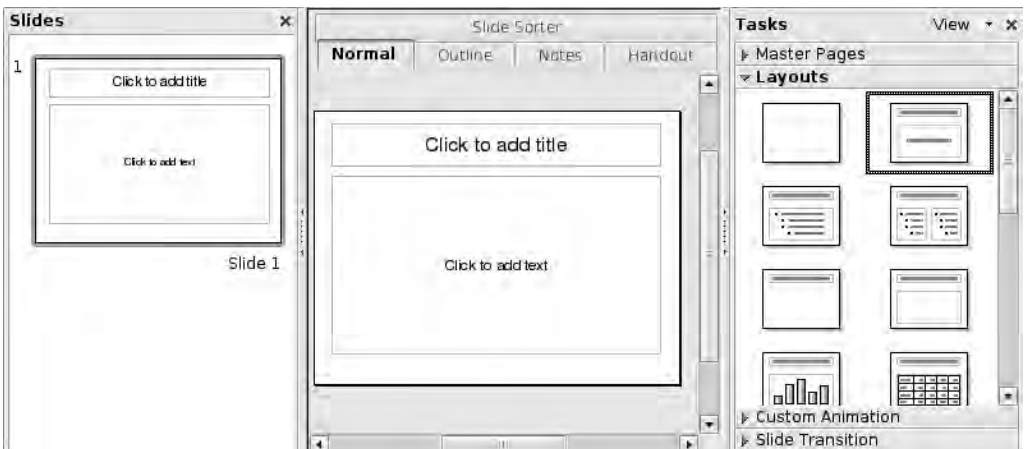 Slides
1
Click to add title
Click to add text
Slide 1
Slide Sorter
Normal Outline Notes Handout
Click to add title
Click to add text
Tasks View
Master Pages
Layouts
Custom Animation
Slide Transition